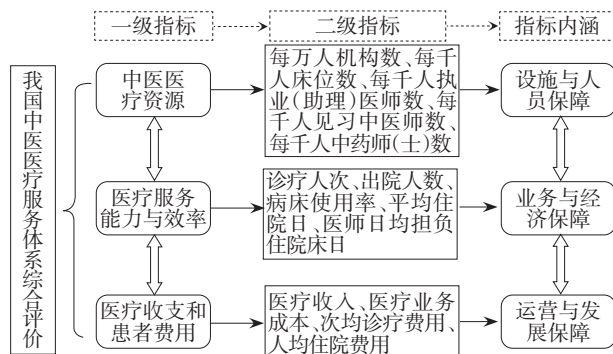 一级指标
二级指标
指标内涵
我国中医医疗服务体系综合评价
中医医
疗资源
每万人机构数、每千
人床位数、每千人执
业(助理)医师数、每
千人见习中医师数、
每千人中药师(士)数
设施与人
员保障
医疗服务
能力与效率
诊疗人次、出院人数、
病床使用率、平均住
院日、医师日均担负
住院床日
业务与经
济保障
医疗收支和
患者费用
医疗收入、医疗业务
成本、次均诊疗费用、
人均住院费用
运营与发
展保障